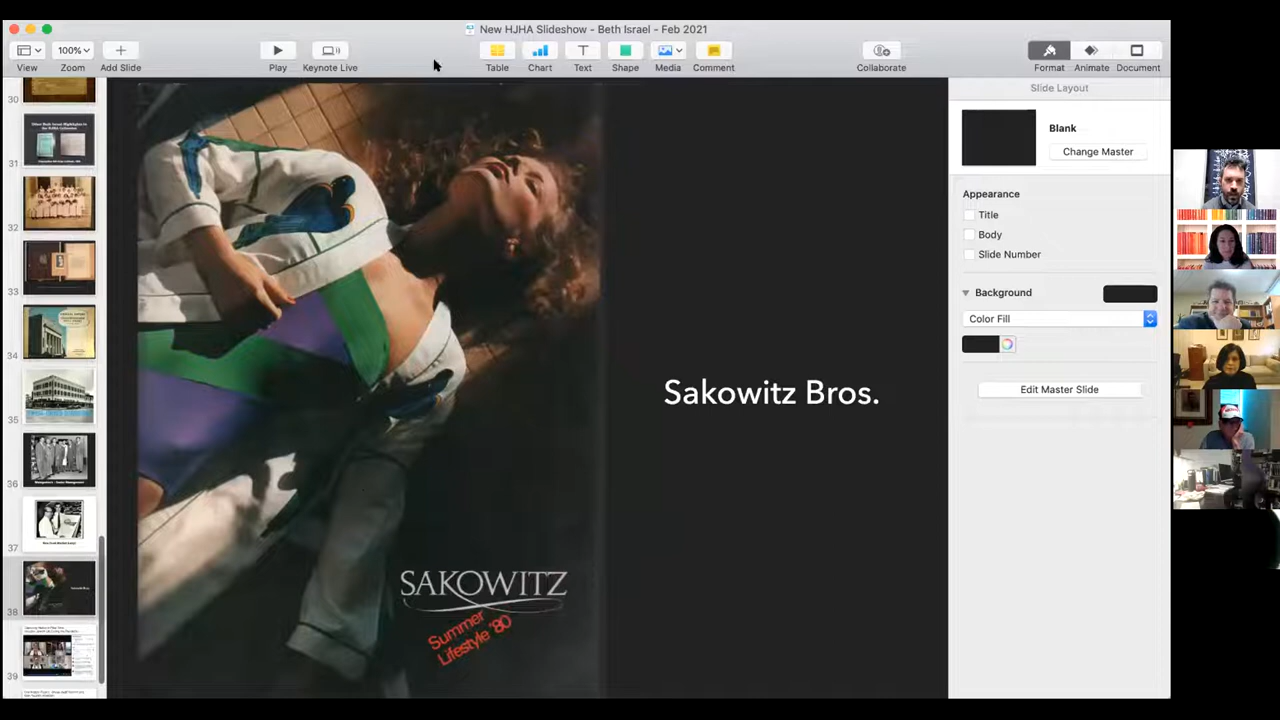 New HJHA Slideshow - Beth Israel - Feb 2021
100%
View
Zoom
Add Slide
Play
Keynote Live
Table
Chart
Text
Shape
Media
Comment
Collaborate
Format
Animate
Document
30
31
32
33
34
35
36
37
38
39
SAKOWITZ
Summer
Lifestyle '80
Sakowitz Bros.
Slide Layout
Blank
Change Master
Appearance
Title
Body
Slide Number
Background
Color Fill
Edit Master Slide